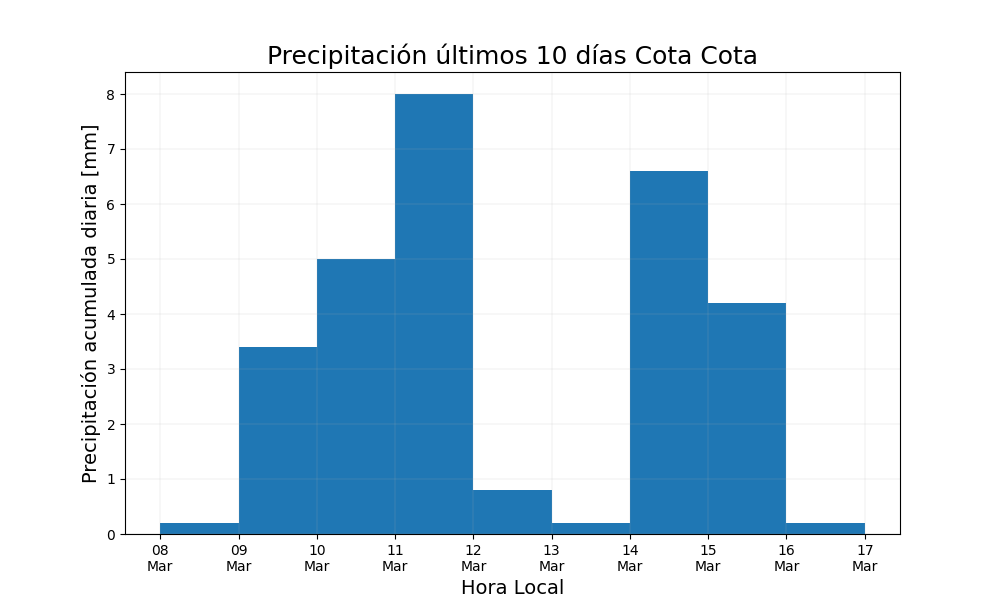 Precipitación últimos 10 días Cota Cota
Precipitación acumulada diaria [mm]
8
7
6
5
4
3
2
1
0
08 09 10 11 12 13 14 15 16 17
Mar Mar Mar Mar Mar Mar Mar Mar Mar Mar
Hora Local